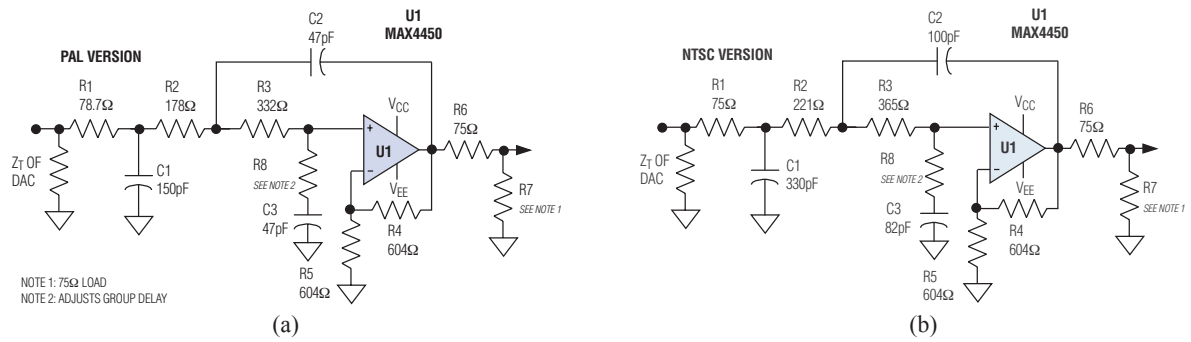 PAL VERSION
C2
47pF
U1
MAX4450
R1
78.7Ω
R2
178Ω
R3
332Ω
VCC
R6
75Ω
+
U1
−
VEE
ZT OF
DAC
C1
150pF
R8
SEE NOTE 2
C3
47pF
R4
604Ω
R7
SEE NOTE 1
R5
604Ω
NOTE 1: 75Ω LOAD
NOTE 2: ADJUSTS GROUP DELAY
(a)
NTSC VERSION
C2
100pF
U1
MAX4450
R1
75Ω
R2
221Ω
R3
365Ω
VCC
R6
75Ω
+
U1
−
VEE
ZT OF
DAC
C1
330pF
R8
SEE NOTE 2
C3
82pF
R4
604Ω
R7
SEE NOTE 1
R5
604Ω
(b)